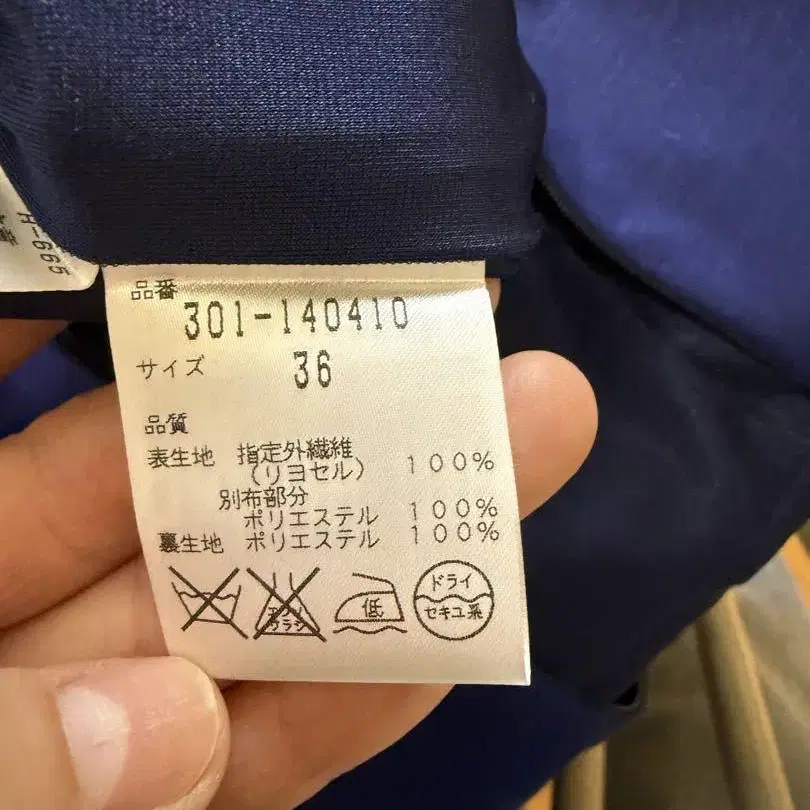 品番
301-140410
サイズ 36
品質
表生地 指定外繊維
(リヨセル) 100%
別布部分
ポリエステル 100%
裏生地 ポリエステル 100%
低
ドライ
セキユ系
H-665